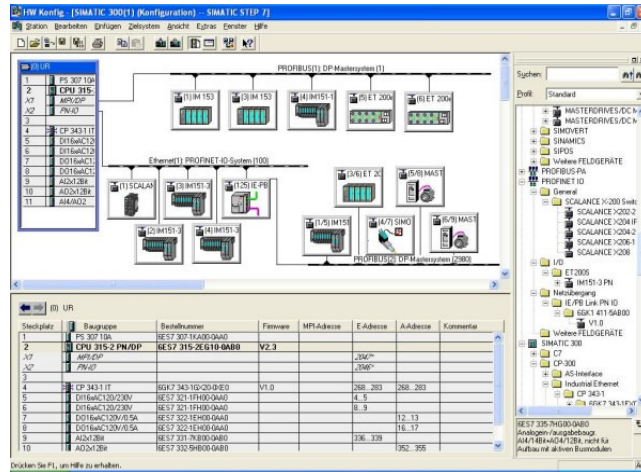 HW Konfig - [SIMATIC 300(1) (Konfiguration) -- SIMATIC STEP 7]
Station Bearbeiten Einfügen Zielsystem Ansicht Extras Fenster Hilfe
(0) UR
1 PS 307 10A
2 CPU 315-
X1 MPI/DP
X2 PN-IO
3
4 CP 343-1 IT
5 DI16xAC120
6 DI16xAC120
7 DO16xAC1
8 DO16xAC1
9 AI2x12Bit
10 AO2x12Bit
11 AI4/AO2
PROFIBUS(1): DP-Mastersystem (1)
(1) IM 153
(3) IM 153
(4) IM151-1
(5) ET 200
(6) ET 200
Ethernet(1): PROFINET-IO-System (100)
(1) SCALAN
(3) IM151-3
(125) IE-PB
(2) IM151-3
(4) IM151-3
(3/6) ET 20
(5/8) MAST
(1/5) IM151
(4/7) SIMO
(6/9) MAST
PROFIBUS(2): DP-Mastersystem (2980)
Suchen:
Profil: Standard
MASTERDRIVES/DC M
MASTERDRIVES/DC M
SIMOVERT
SINAMICS
SIPOS
Weitere FELDGERÄTE
PROFIBUS-PA
PROFINET IO
General
SCALANCE X-200 Switc
SCALANCE X202-2
SCALANCE X204 IF
SCALANCE X204-2
SCALANCE X206-1
SCALANCE X208
I/O
ET200S
IM151-3 PN
Netzübergang
IE/PB Link PN IO
6GK1 411-5AB00
V1.0
Weitere FELDGERÄTE
SIMATIC 300
C7
CP-300
AS-Interface
Industrial Ethernet
CP 343-1
6GK7 343-1EX
6ES7 335-7HG00-0AB0
Analogein-/ausgabebaugr.
AI4/14Bit+AO4/12Bit, nicht für
Aufbau mit aktiven Busmodulen
(0) UR
Steckplatz Baugruppe Bestellnummer Firmware MPI-Adresse E-Adresse A-Adresse Kommentar
1 PS 307 10A 6ES7 307-1KA00-0AA0
2 CPU 315-2 PN/DP 6ES7 315-2EG10-0AB0 V2.3
X1 MPI/DP 2047*
X2 PN-IO 2046*
3
4 CP 343-1 IT 6GK7 343-1GX20-0XE0 V1.0 268...283 268...283
5 DI16xAC120/230V 6ES7 321-1FH00-0AA0 4...5
6 DI16xAC120/230V 6ES7 321-1FH00-0AA0 8...9
7 DO16xAC120V/0.5A 6ES7 322-1EH00-0AA0 12...13
8 DO16xAC120V/0.5A 6ES7 322-1EH00-0AA0 16...17
9 AI2x12Bit 6ES7 331-7KB00-0AB0 336...339
10 AO2x12Bit 6ES7 332-5HB00-0AB0 352...355
Drücken Sie F1, um Hilfe zu erhalten.